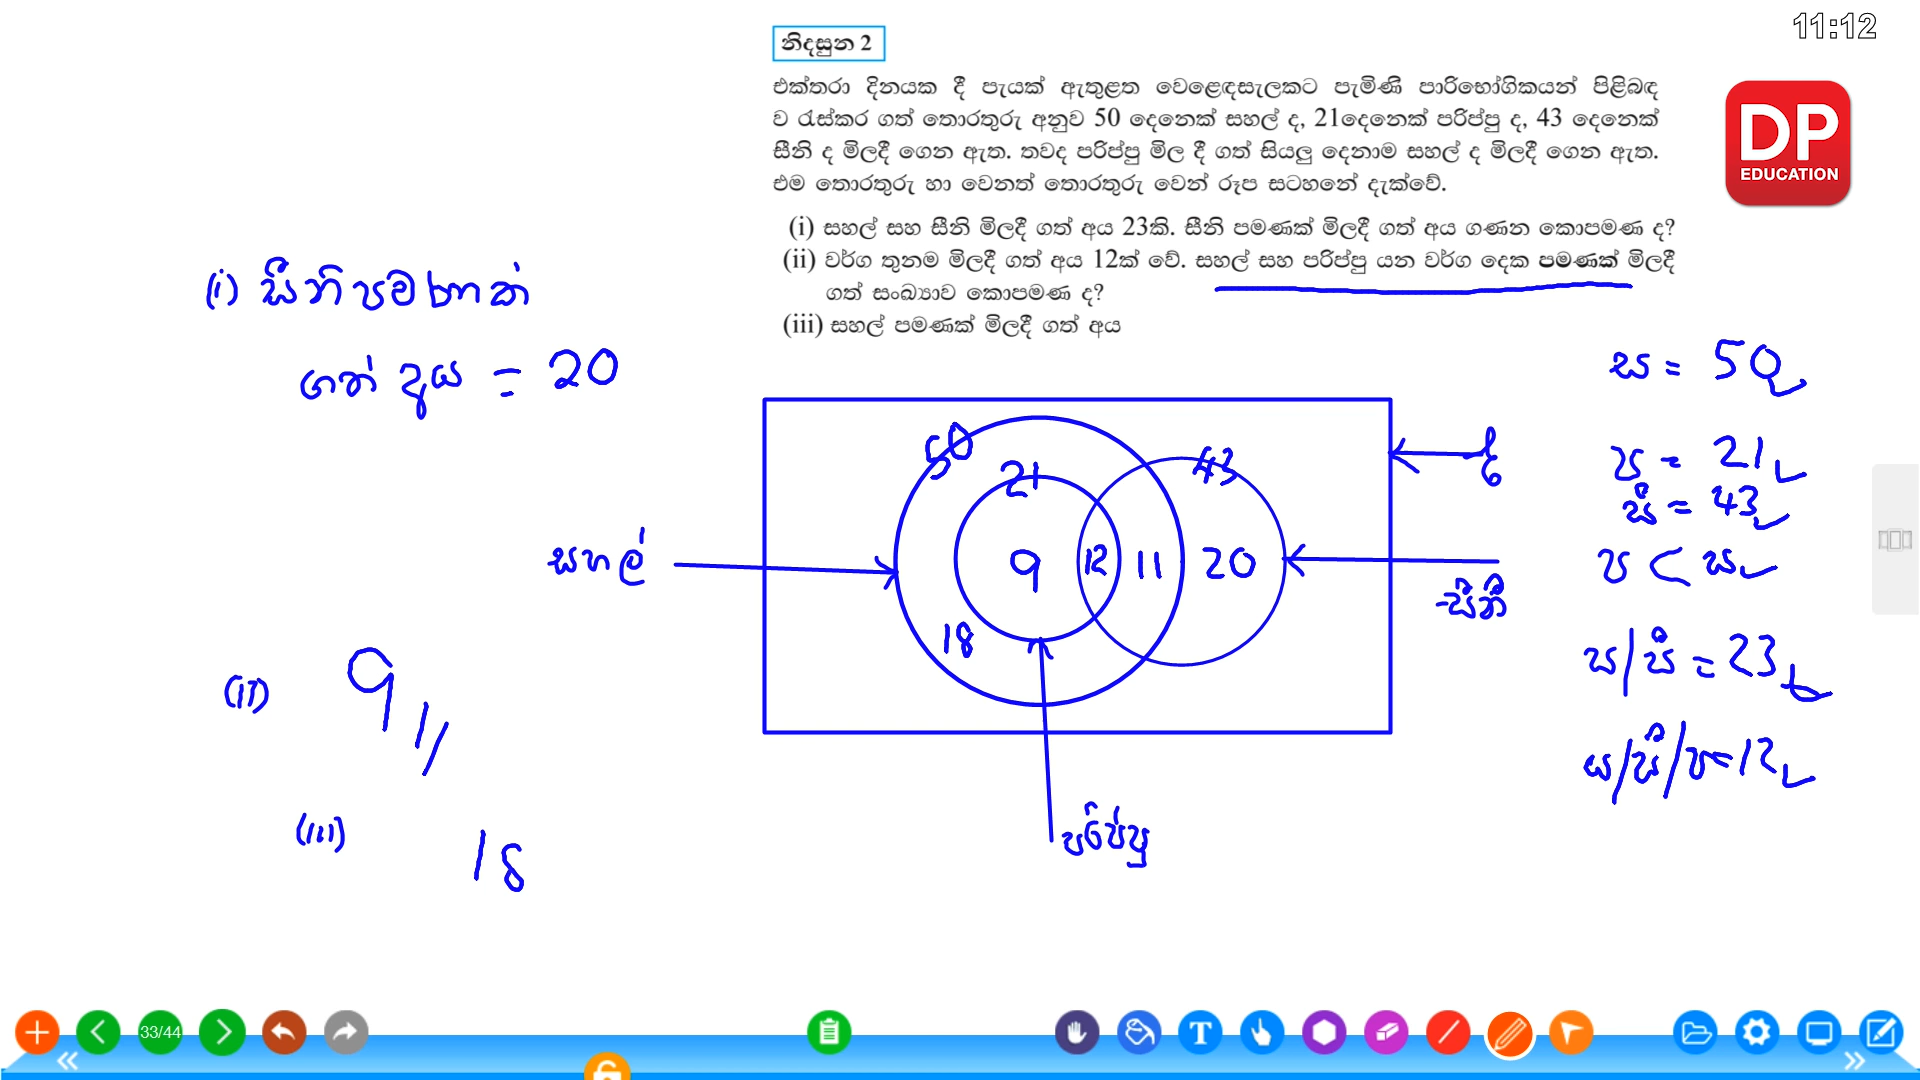 11:12
නිදසුන 2
DP
EDUCATION
එක්තරා දිනයක දී පැයක් ඇතුළත වෙළෙඳසැලකට පැමිණි පාරිභෝගිකයන් පිළිබඳ
ව රැස්කර ගත් තොරතුරු අනුව 50 දෙනෙක් සහල් ද, 21දෙනෙක් පරිප්පු ද, 43 දෙනෙක්
සීනි ද මිලදී ගෙන ඇත. තවද පරිප්පු මිල දී ගත් සියලු දෙනාම සහල් ද මිලදී ගෙන ඇත.
එම තොරතුරු හා වෙනත් තොරතුරු වෙන් රූප සටහනේ දැක්වේ.
(i) සහල් සහ සීනි මිලදී ගත් අය 23කි. සීනි පමණක් මිලදී ගත් අය ගණන කොපමණ ද?
(ii) වර්ග තුනම මිලදී ගත් අය 12ක් වේ. සහල් සහ පරිප්පු යන වර්ග දෙක පමණක් මිලදී
ගත් සංඛ්‍යාව කොපමණ ද?
(iii) සහල් පමණක් මිලදී ගත් අය
(i) සීනි පමණක්
ගත් අය = 20
ස = 50
ප = 21
සී = 43
ප ⊂ ස
ස/සී = 23
ස/සී/ප = 12
50
21
43
සහල්
9
12
11
20
සීනි
18
පරිප්පු
(ii) 9
(iii) 18
33/44
T